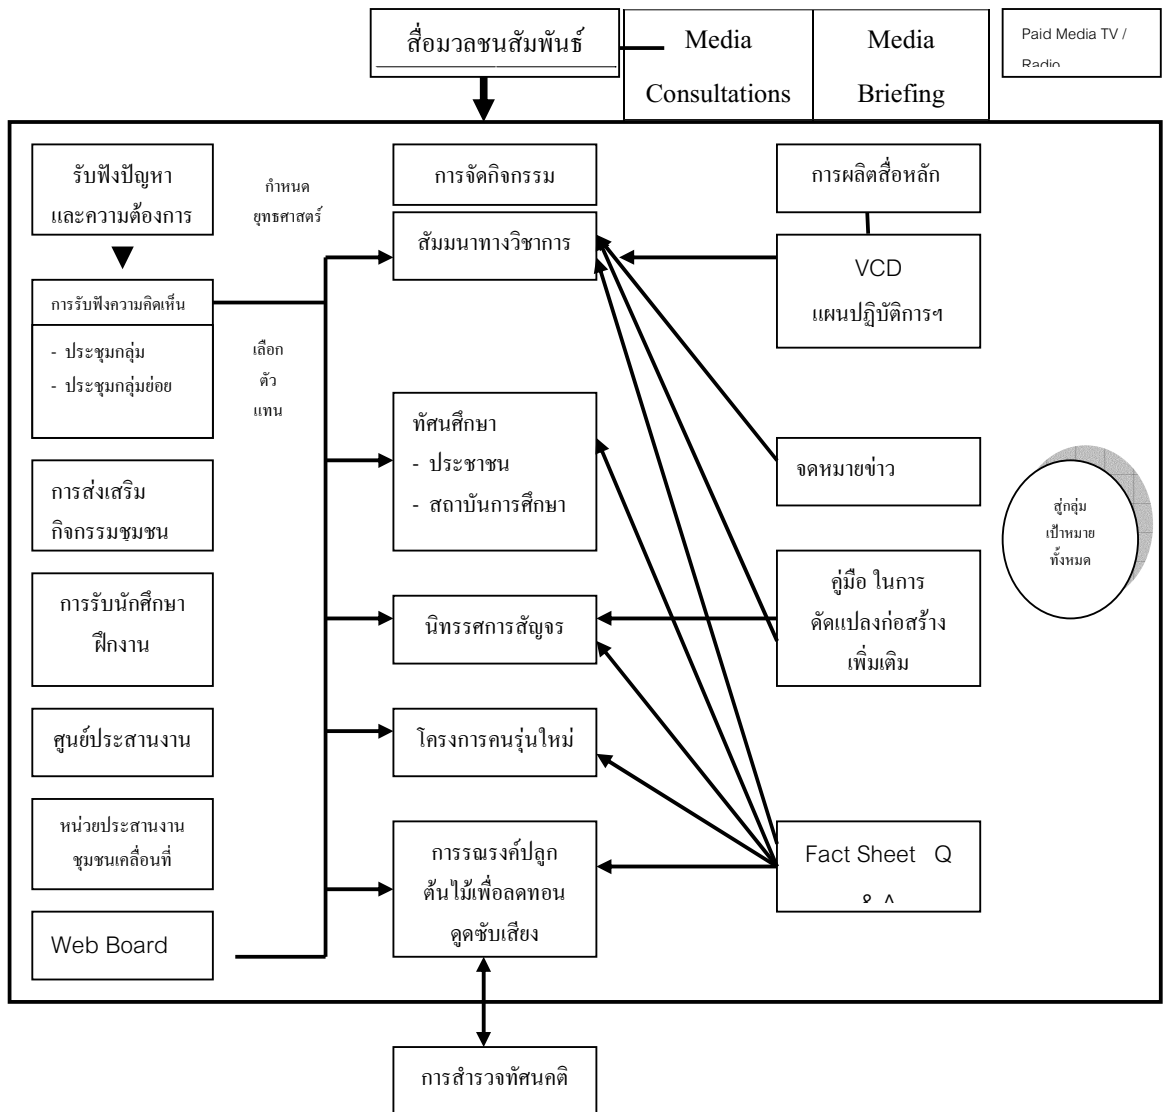 สื่อมวลชนสัมพันธ์
Media
Consultations
Media
Briefing
Paid Media TV /
Radio
รับฟังปัญหา
และความต้องการ
กำหนด
ยุทธศาสตร์
การรับฟังความคิดเห็น
- ประชุมกลุ่ม
- ประชุมกลุ่มย่อย
เลือก
ตัว
แทน
การส่งเสริม
กิจกรรมชุมชน
การรับนักศึกษา
ฝึกงาน
ศูนย์ประสานงาน
หน่วยประสานงาน
ชุมชนเคลื่อนที่
Web Board
การจัดกิจกรรม
สัมมนาทางวิชาการ
ทัศนศึกษา
- ประชาชน
- สถาบันการศึกษา
นิทรรศการสัญจร
โครงการคนรุ่นใหม่
การรณรงค์ปลูก
ต้นไม้เพื่อลดทอน
ดูดซับเสียง
การสำรวจทัศนคติ
การผลิตสื่อหลัก
VCD
แผนปฏิบัติการฯ
จดหมายข่าว
คู่มือ ในการ
ดัดแปลงก่อสร้าง
เพิ่มเติม
Fact Sheet Q
& A
สู่กลุ่ม
เป้าหมาย
ทั้งหมด